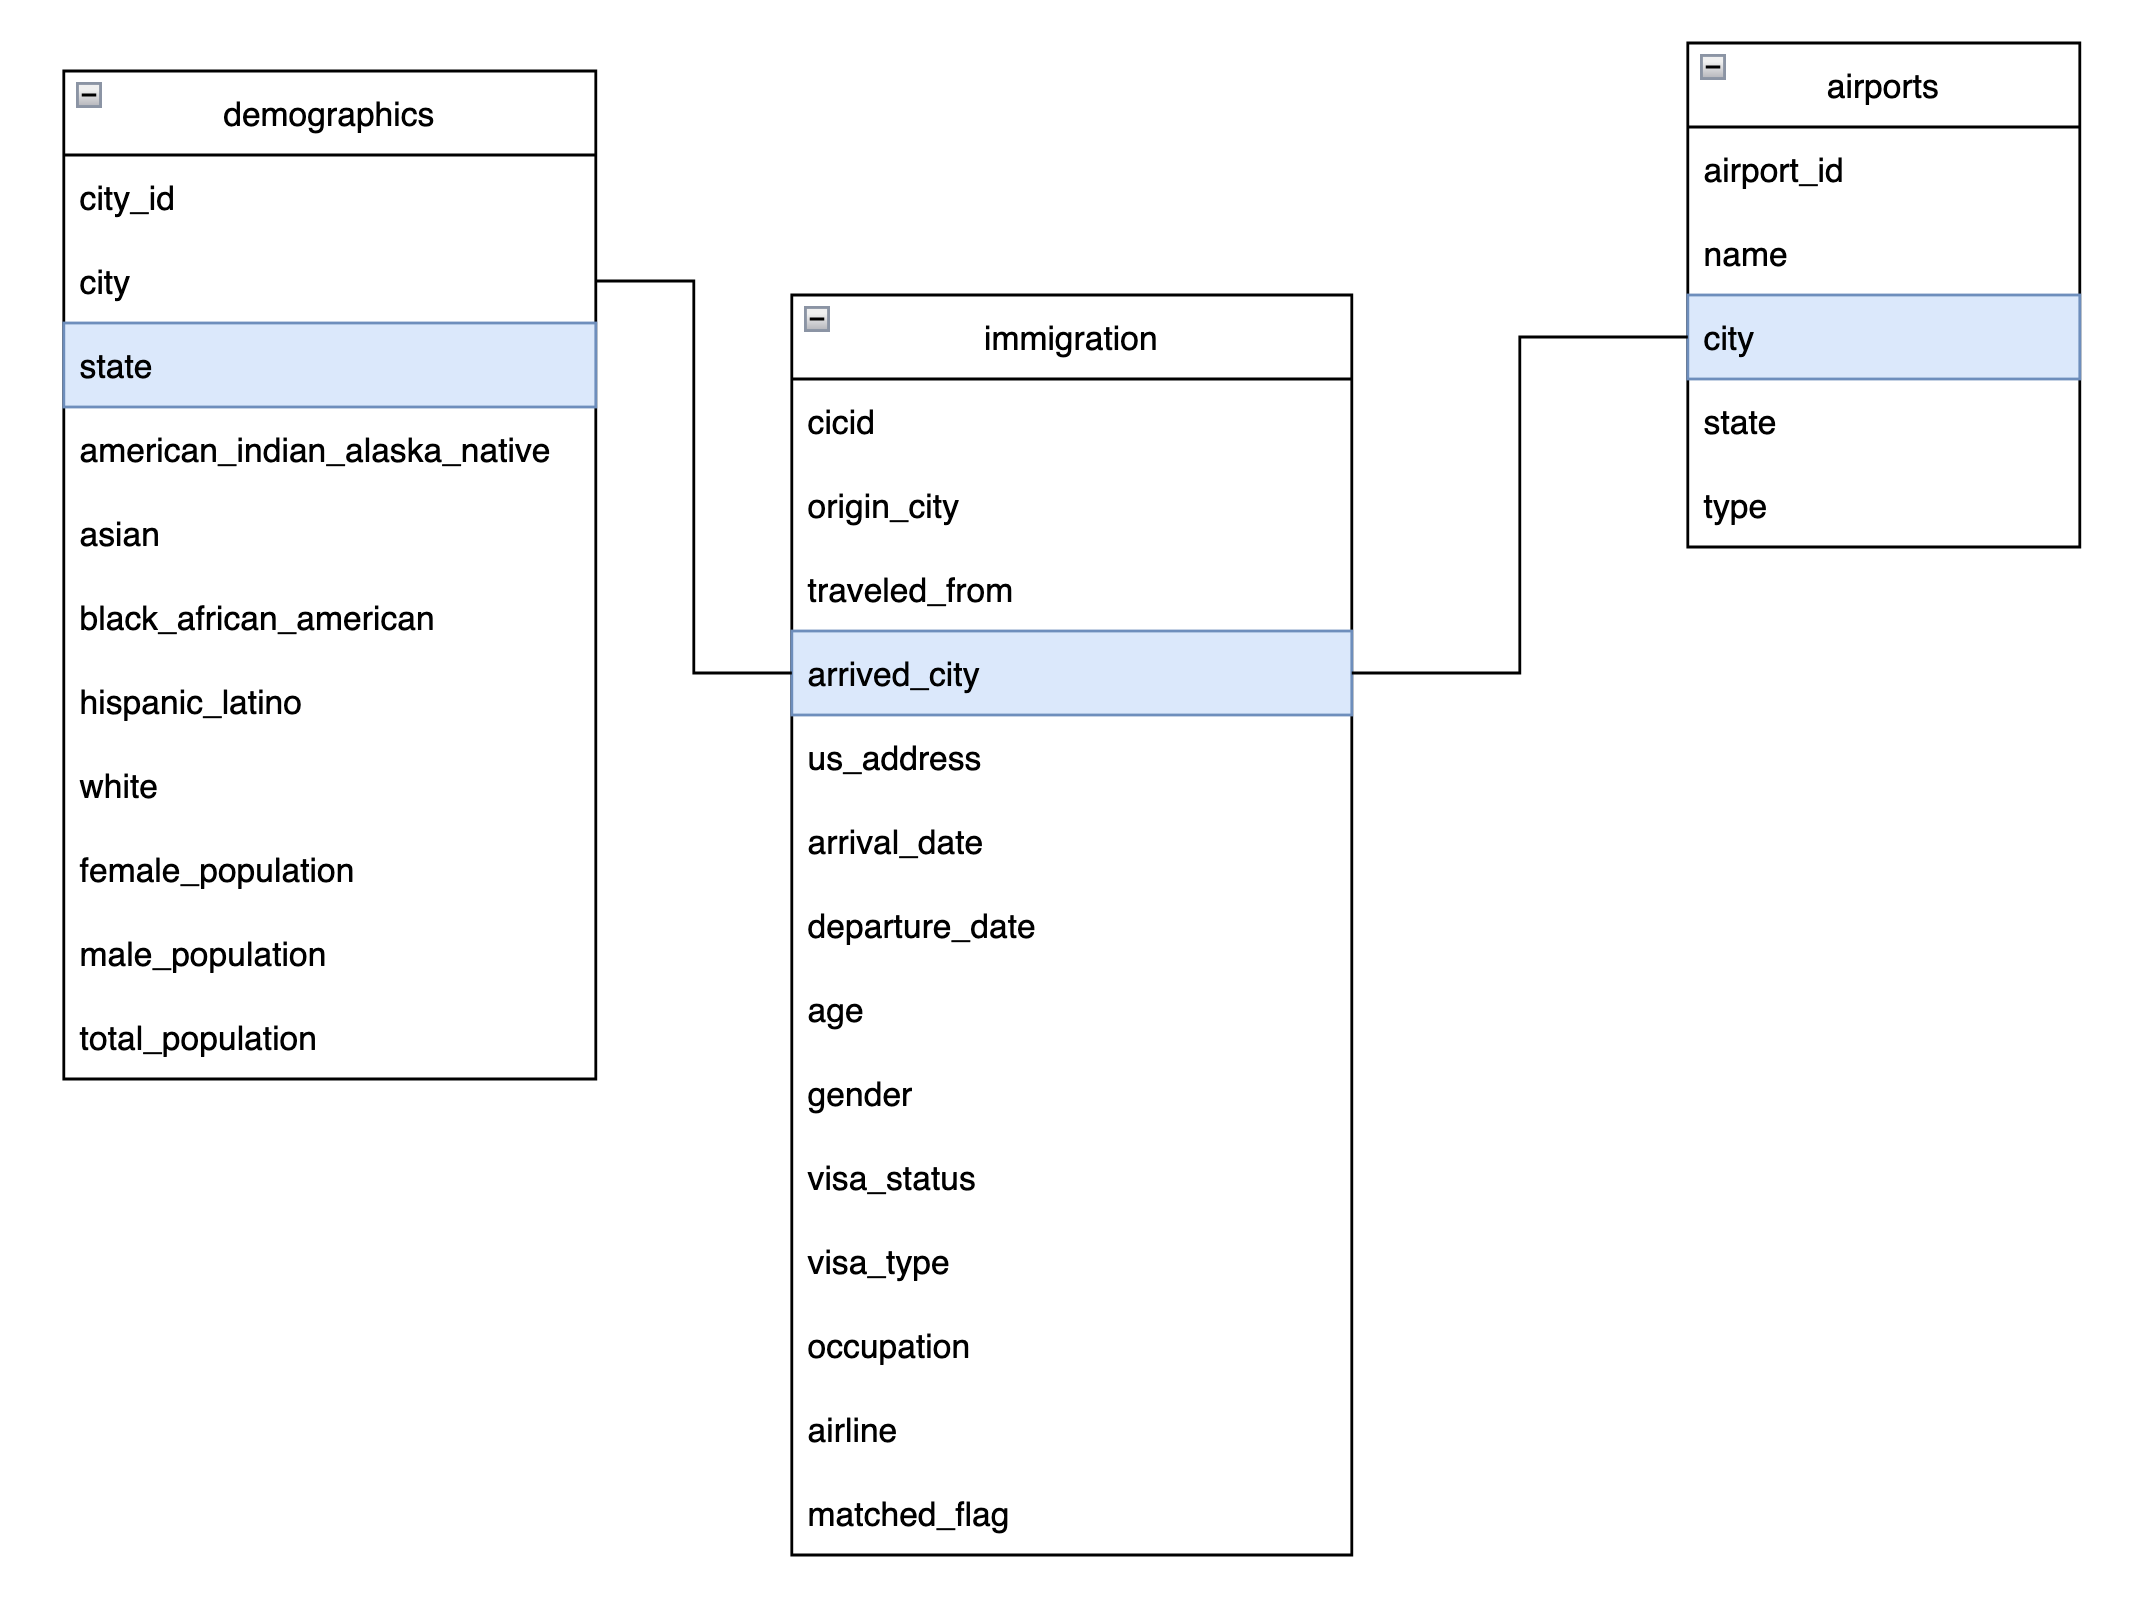 demographics
city_id
city
state
american_indian_alaska_native
asian
black_african_american
hispanic_latino
white
female_population
male_population
total_population
immigration
cicid
origin_city
traveled_from
arrived_city
us_address
arrival_date
departure_date
age
gender
visa_status
visa_type
occupation
airline
matched_flag
airports
airport_id
name
city
state
type